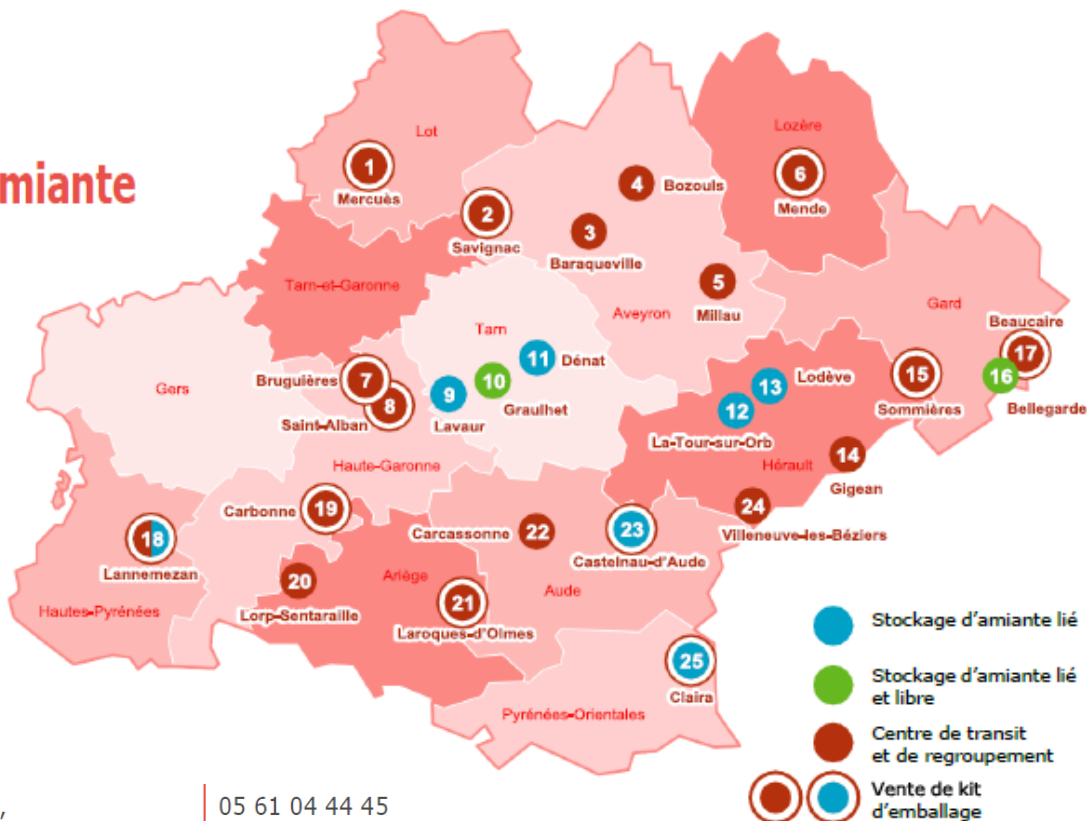 miante
Lot
1
Mercuès
2
Savignac
4
Bozouls
3
Baraqueville
5
Millau
Aveyron
Lozère
6
Mende
Tarn-et-Garonne
Gers
Tarn
11
Dénat
10
Graulhet
9
Lavaur
Bruguières
7
8
Saint-Alban
Haute-Garonne
Gard
Beaucaire
17
16
Bellegarde
15
Sommières
13
Lodève
12
La-Tour-sur-Orb
Hérault
14
Gigean
24
Villeneuve-les-Béziers
Carbonne
19
Carcassonne
22
23
Castelnau-d'Aude
Aude
18
Lannemezan
Hautes-Pyrénées
20
Lorp-Sentaraille
Ariège
21
Laroques-d'Olmes
25
Claira
Pyrénées-Orientales
Stockage d'amiante lié
Stockage d'amiante lié
et libre
Centre de transit
et de regroupement
Vente de kit
d'emballage
,
05 61 04 44 45